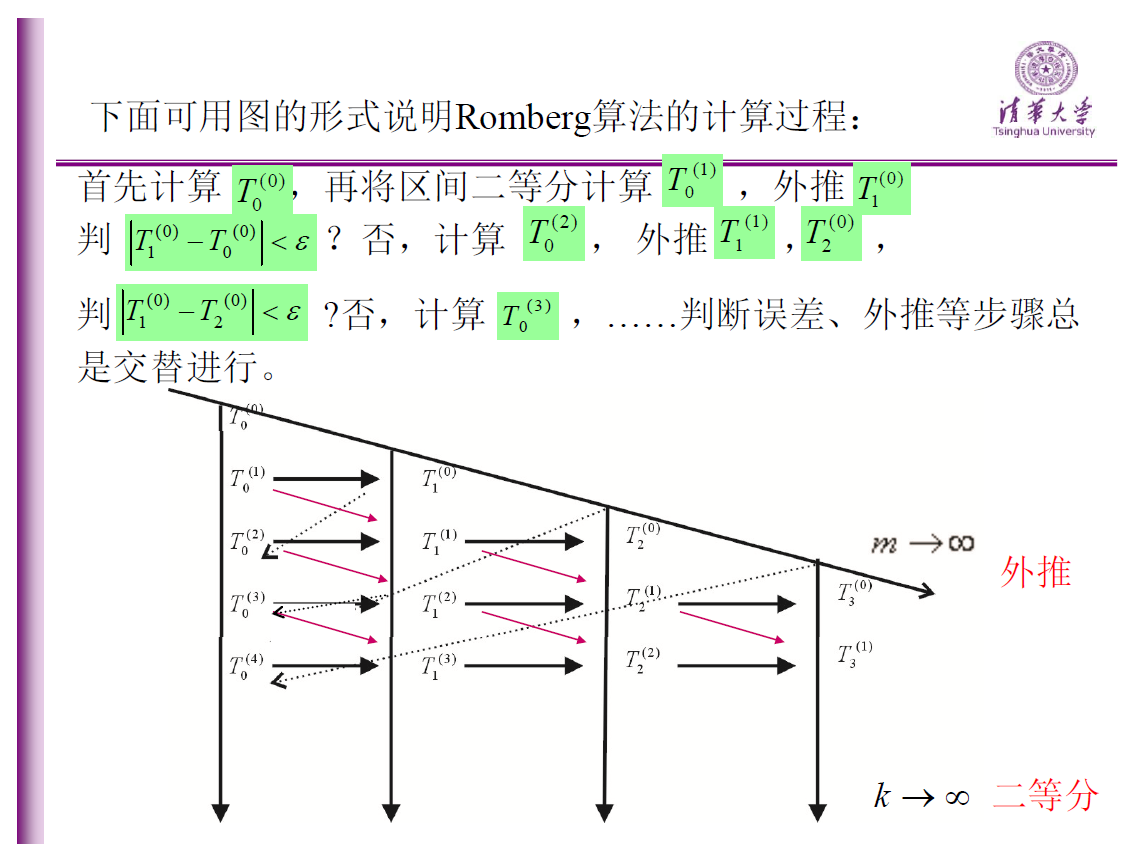 下面可用图的形式说明Romberg算法的计算过程：
清华大学
Tsinghua University
首先计算 T_0^{(0)}，再将区间二等分计算 T_0^{(1)} ，外推 T_1^{(0)}
判 |T_1^{(0)} − T_0^{(0)}| < ε ？否，计算 T_0^{(2)} ， 外推 T_1^{(1)} ，T_2^{(0)} ，
判 |T_1^{(0)} − T_2^{(0)}| < ε ?否，计算 T_0^{(3)} ，……判断误差、外推等步骤总
是交替进行。
T_0^{(0)}
T_0^{(1)} T_1^{(0)}
T_0^{(2)} T_1^{(1)} T_2^{(0)}
m → ∞ 外推
T_0^{(3)} T_1^{(2)} T_2^{(1)} T_3^{(0)}
T_0^{(4)} T_1^{(3)} T_2^{(2)} T_3^{(1)}
k → ∞ 二等分